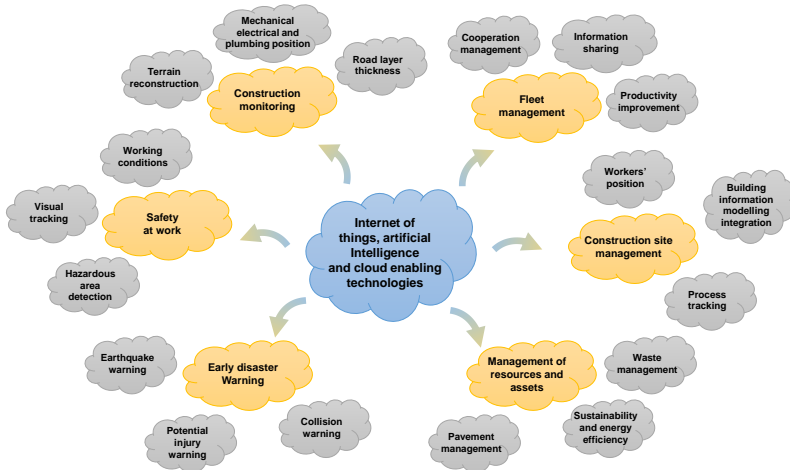 Mechanical
electrical and
plumbing position
Terrain
reconstruction
Road layer
thickness
Construction
monitoring
Cooperation
management
Information
sharing
Productivity
improvement
Fleet
management
Working
conditions
Visual
tracking
Hazardous
area
detection
Safety
at work
Internet of
things, artificial
Intelligence
and cloud enabling
technologies
Workers'
position
Building
information
modelling
integration
Process
tracking
Construction site
management
Earthquake
warning
Potential
injury
warning
Collision
warning
Early disaster
Warning
Management of
resources and
assets
Waste
management
Sustainability
and energy
efficiency
Pavement
management